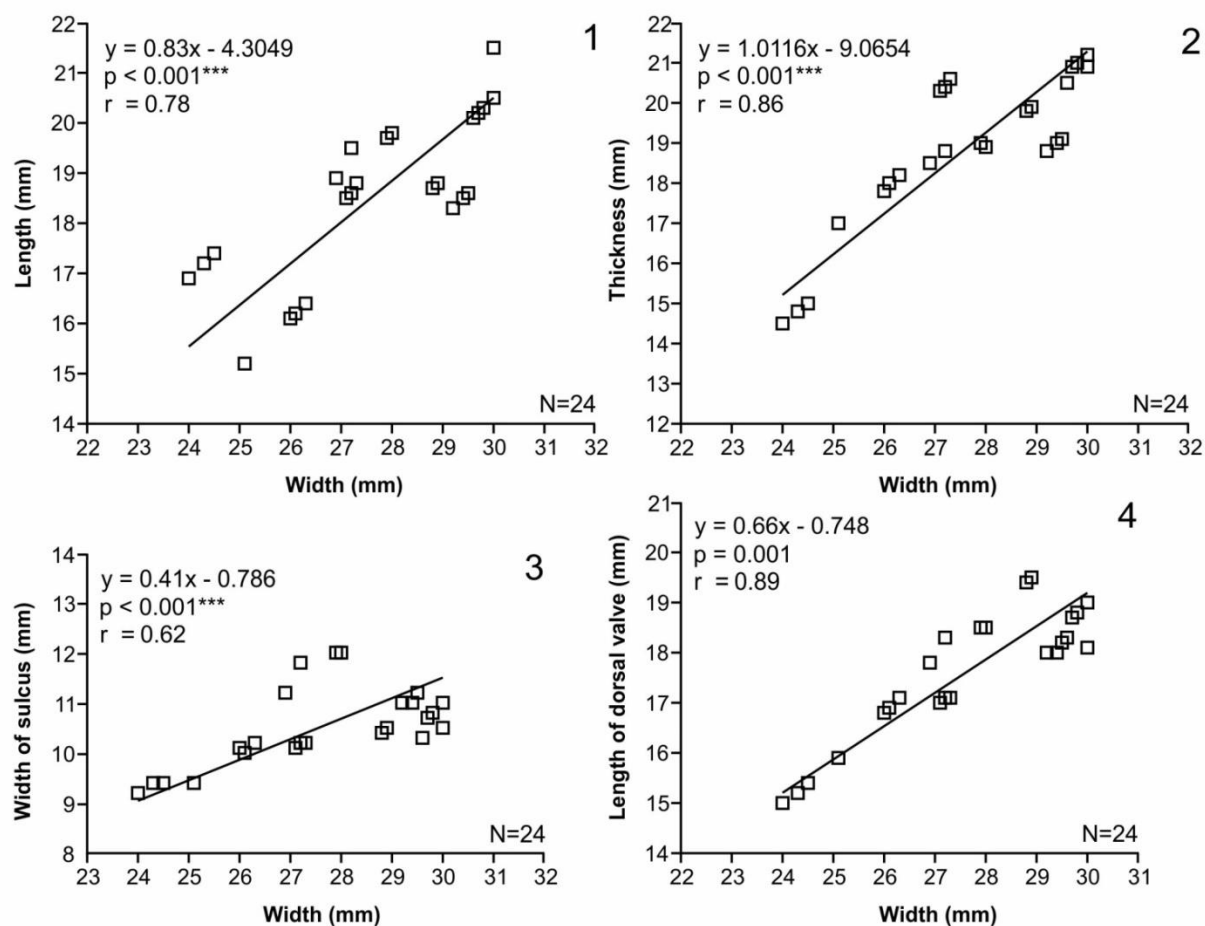 y = 0.83x - 4.3049
p < 0.001***
r = 0.78
1
22
21
20
19
18
17
16
15
14
Length (mm)
N=24
22 23 24 25 26 27 28 29 30 31 32
Width (mm)
y = 1.0116x - 9.0654
p < 0.001***
r = 0.86
2
22
21
20
19
18
17
16
15
14
13
12
Thickness (mm)
N=24
22 23 24 25 26 27 28 29 30 31 32
Width (mm)
y = 0.41x - 0.786
p < 0.001***
r = 0.62
3
14
13
12
11
10
9
8
Width of sulcus (mm)
N=24
23 24 25 26 27 28 29 30 31 32
Width (mm)
y = 0.66x - 0.748
p = 0.001
r = 0.89
4
21
20
19
18
17
16
15
14
Length of dorsal valve (mm)
N=24
22 23 24 25 26 27 28 29 30 31
Width (mm)